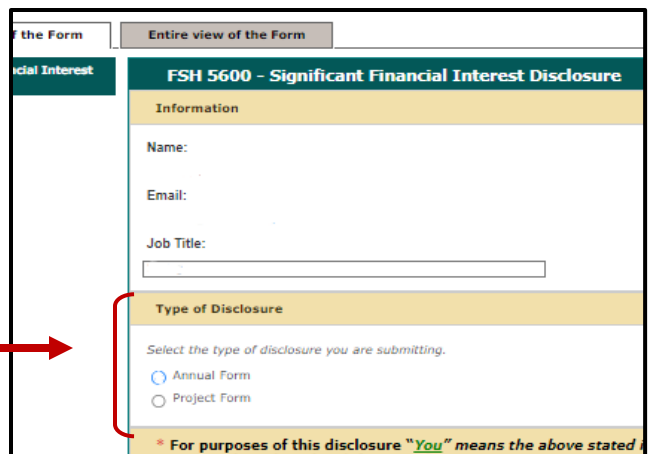 f the Form
Entire view of the Form
ncial Interest
FSH 5600 - Significant Financial Interest Disclosure
Information
Name:
Email:
Job Title:
Type of Disclosure
Select the type of disclosure you are submitting.
Annual Form
Project Form
* For purposes of this disclosure "You" means the above stated i